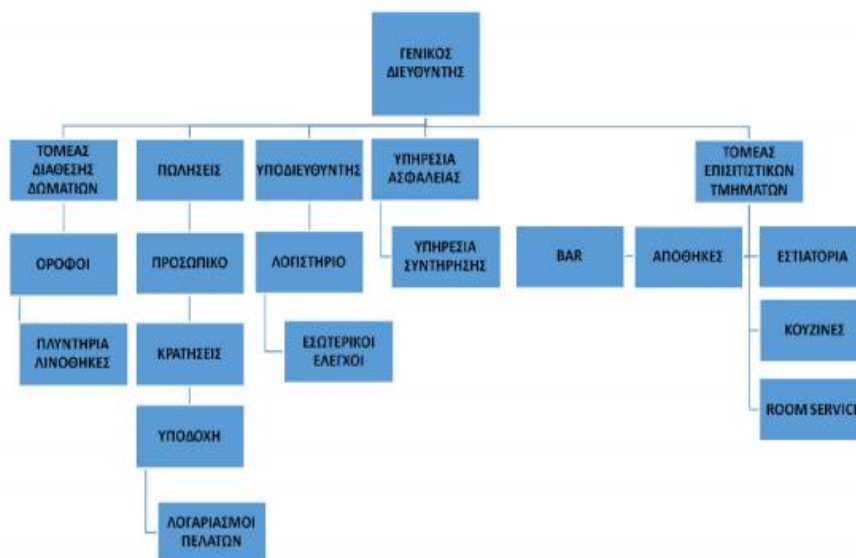 ΓΕΝΙΚΟΣ
ΔΙΕΥΘΥΝΤΗΣ
ΤΟΜΕΑΣ
ΔΙΑΘΕΣΗΣ
ΔΩΜΑΤΙΩΝ
ΠΩΛΗΣΕΙΣ
ΥΠΟΔΙΕΥΘΥΝΤΗΣ
ΥΠΗΡΕΣΙΑ
ΑΣΦΑΛΕΙΑΣ
ΤΟΜΕΑΣ
ΕΠΙΣΙΤΙΣΤΙΚΩΝ
ΤΜΗΜΑΤΩΝ
ΟΡΟΦΟΙ
ΠΡΟΣΩΠΙΚΟ
ΛΟΓΙΣΤΗΡΙΟ
ΥΠΗΡΕΣΙΑ
ΣΥΝΤΗΡΗΣΗΣ
BAR
ΑΠΟΘΗΚΕΣ
ΕΣΤΙΑΤΟΡΙΑ
ΠΛΥΝΤΗΡΙΑ
ΛΙΝΟΘΗΚΕΣ
ΚΡΑΤΗΣΕΙΣ
ΕΣΩΤΕΡΙΚΟΙ
ΕΛΕΓΧΟΙ
ΚΟΥΖΙΝΕΣ
ΥΠΟΔΟΧΗ
ROOM SERVICE
ΛΟΓΑΡΙΑΣΜΟΙ
ΠΕΛΑΤΩΝ